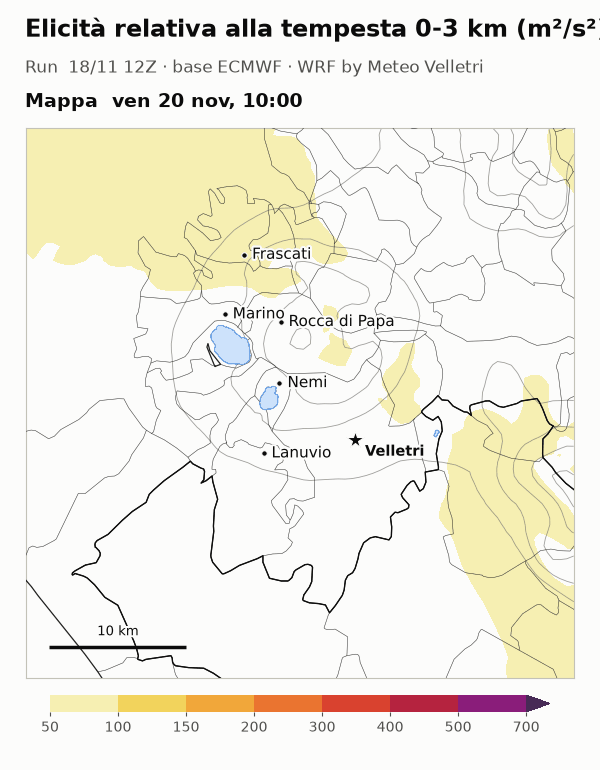 Elicità relativa alla tempesta 0-3 km (m²/s²)
Run 18/11 12Z · base ECMWF · WRF by Meteo Velletri
Mappa ven 20 nov, 10:00
Frascati
Marino
Rocca di Papa
Nemi
Velletri
Lanuvio
10 km
50 100 150 200 300 400 500 700